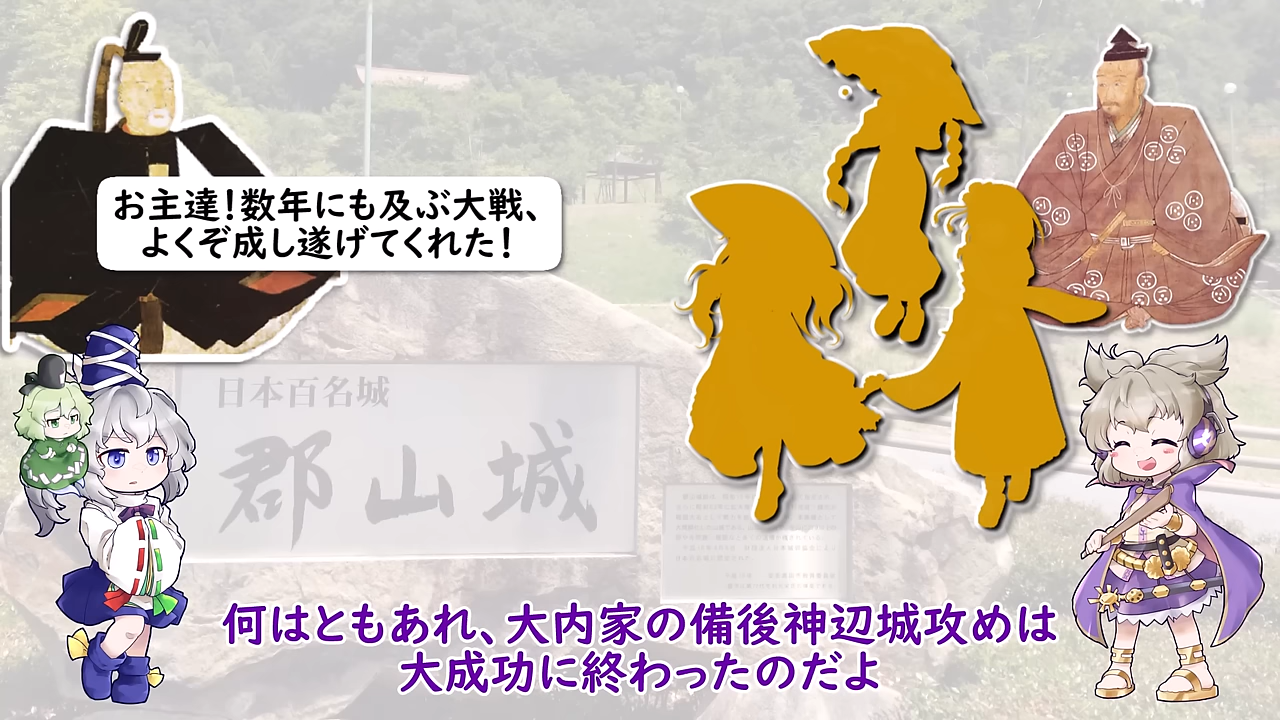 お主達！数年にも及ぶ大戦、
よくぞ成し遂げてくれた！
日本百名城
郡山城
何はともあれ、大内家の備後神辺城攻めは
大成功に終わったのだよ